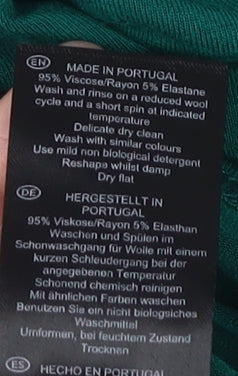 EN MADE IN PORTUGAL
95% Viscose/Rayon 5% Elastane
Wash and rinse on a reduced wool
cycle and a short spin at indicated
temperature
Delicate dry clean
Wash with similar colours
Use mild non biological detergent
Reshape whilst damp
Dry flat
DE HERGESTELLT IN
PORTUGAL
95% Viskose/Rayon 5% Elasthan
Waschen und Spülen im
Schonwaschgang für Wolle mit einem
kurzen Schleudergang bei der
angegebenen Temperatur
Schonend chemisch reinigen
Mit ähnlichen Farben waschen
Benutzen Sie ein nicht biologisches
Waschmittel
Umformen, bei feuchtem Zustand
Trocknen
ES HECHO EN PORTUGAL